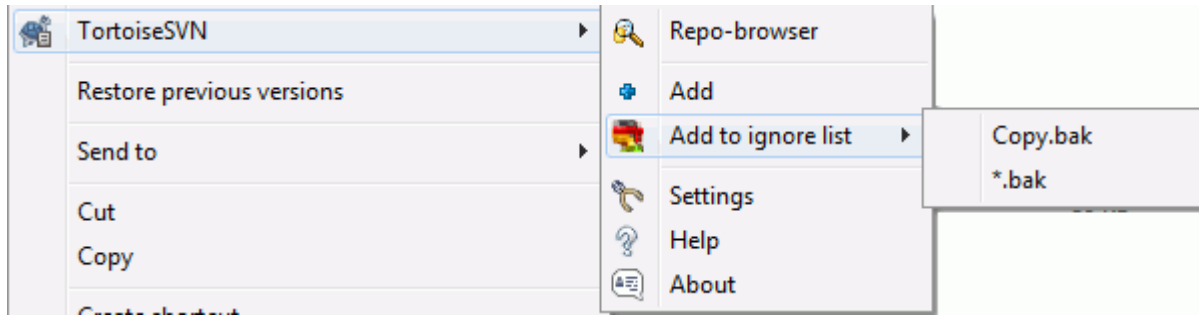 TortoiseSVN
Restore previous versions
Send to
Cut
Copy
Repo-browser
Add
Add to ignore list
Settings
Help
About
Copy.bak
*.bak